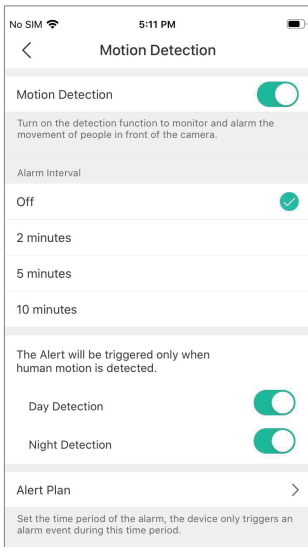 No SIM 5:11 PM
Motion Detection
Motion Detection
Turn on the detection function to monitor and alarm the
movement of people in front of the camera.
Alarm Interval
Off
2 minutes
5 minutes
10 minutes
The Alert will be triggered only when
human motion is detected.
Day Detection
Night Detection
Alert Plan
Set the time period of the alarm, the device only triggers an
alarm event during this time period.